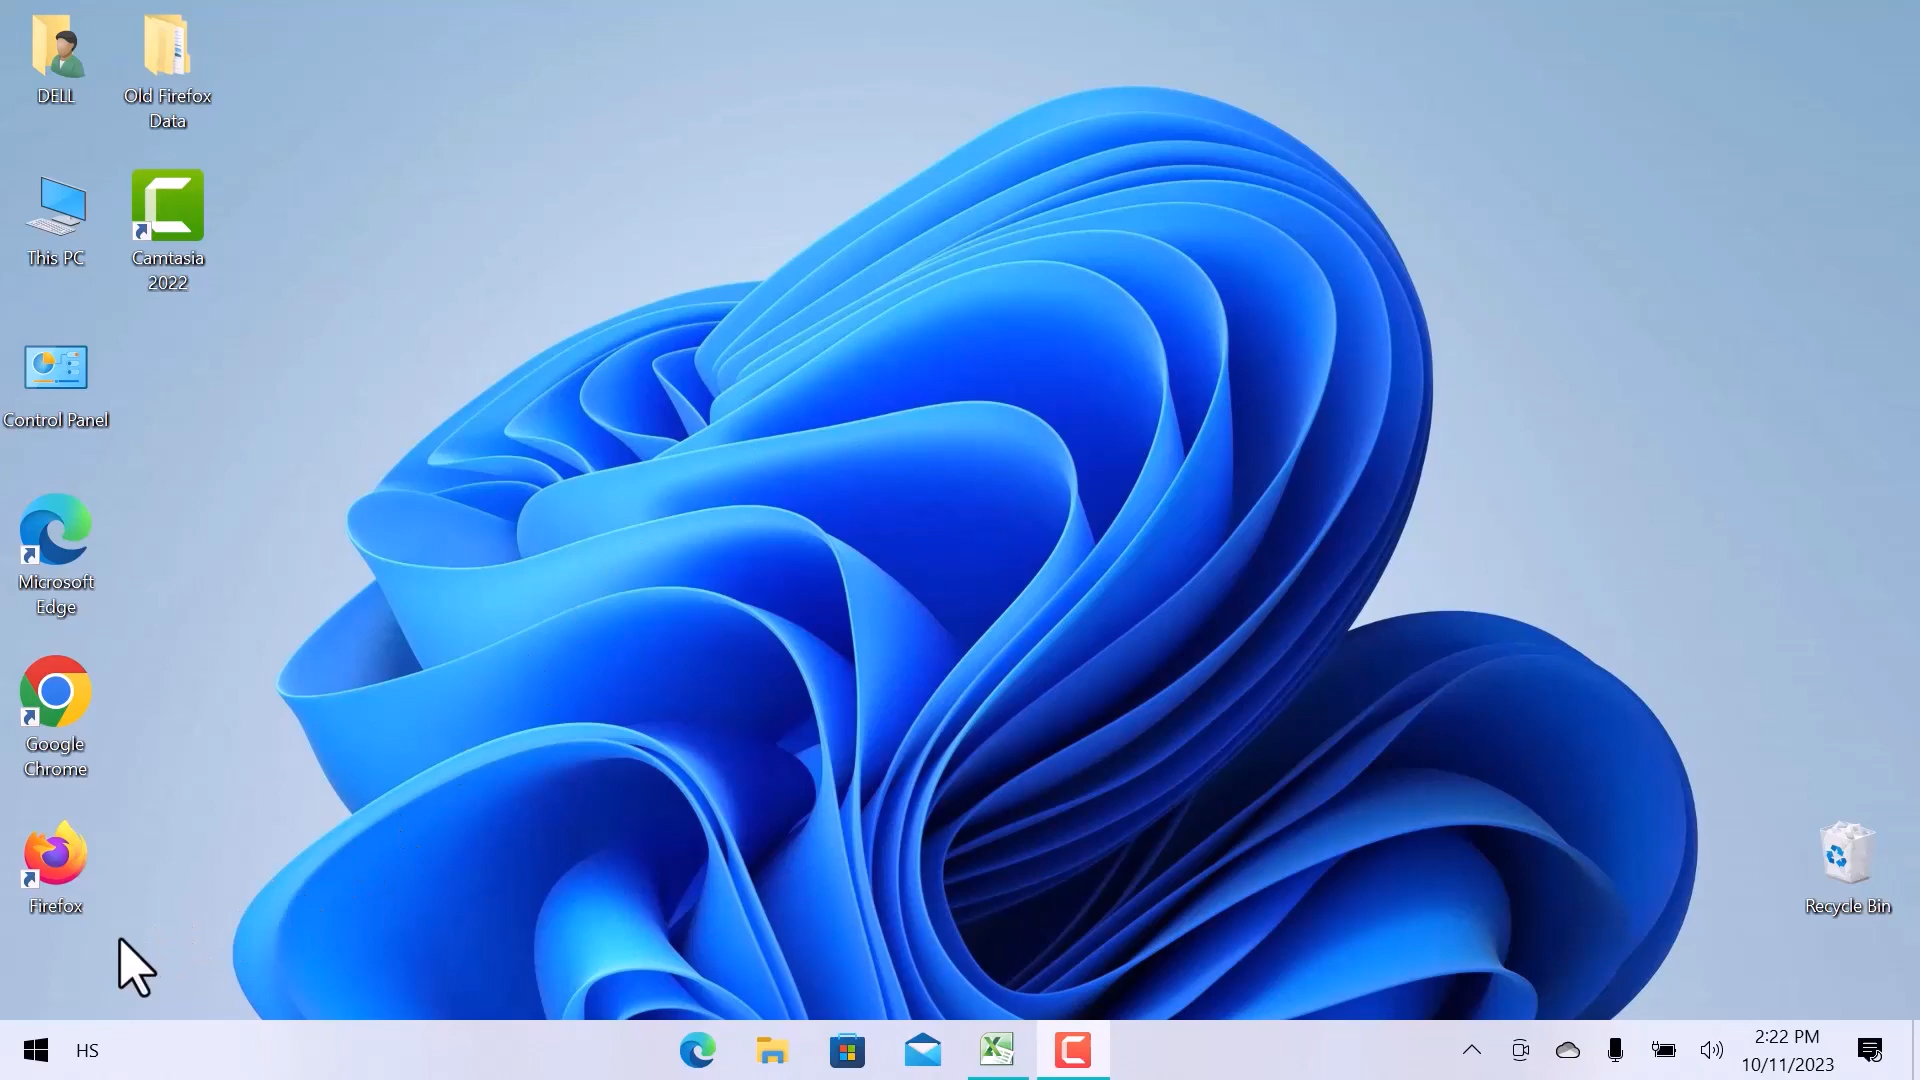 DELL
Old Firefox
Data
This PC
Camtasia
2022
Control Panel
Microsoft
Edge
Google
Chrome
Firefox
Recycle Bin
HS
2:22 PM
10/11/2023